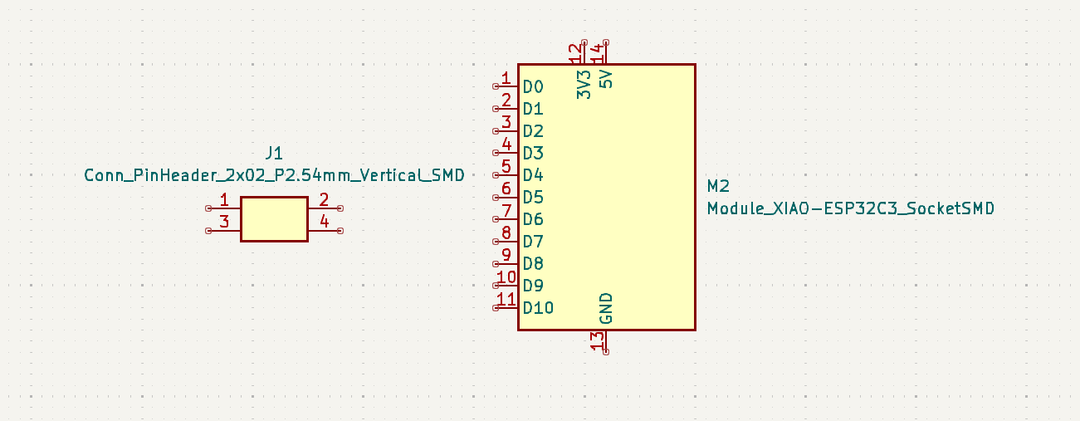 J1
Conn_PinHeader_2x02_P2.54mm_Vertical_SMD
1 2
3 4
12 14
3V3 5V
1 D0
2 D1
3 D2
4 D3
5 D4
6 D5
7 D6
8 D7
9 D8
10 D9
11 D10
GND
13
M2
Module_XIAO-ESP32C3_SocketSMD